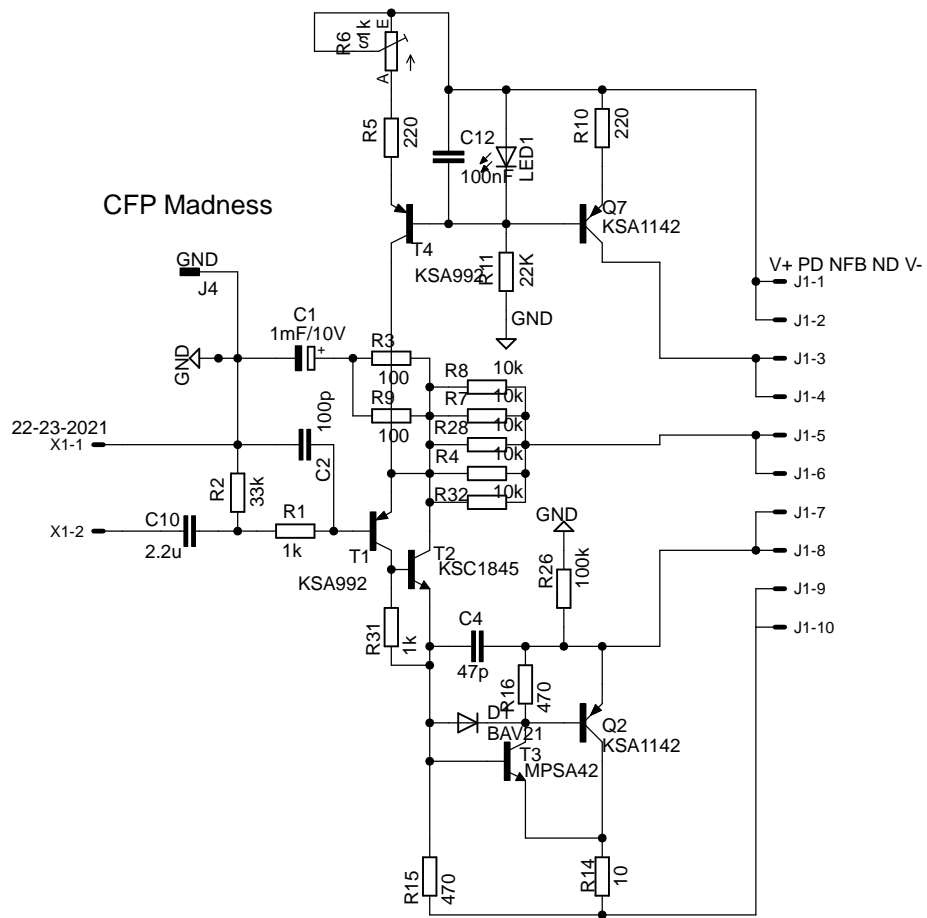 R6
1k
E
S
A
R5
220
C12
100nF
LED1
R10
220
CFP Madness
Q7
KSA1142
T4
KSA992
R11
22K
GND
GND
J4
V+ PD NFB ND V-
J1-1
J1-2
J1-3
J1-4
J1-5
J1-6
J1-7
J1-8
J1-9
J1-10
C1
1mF/10V
+
GND
R3
100
R9
100
R8
10k
R7
10k
R28
10k
R4
10k
R32
10k
22-23-2021
X1-1
100p
C2
R2
33k
X1-2
C10
2.2u
R1
1k
T1
KSA992
T2
KSC1845
GND
R26
100k
R31
1k
C4
47p
R16
470
D1
BAV21
T3
MPSA42
Q2
KSA1142
R15
470
R14
10